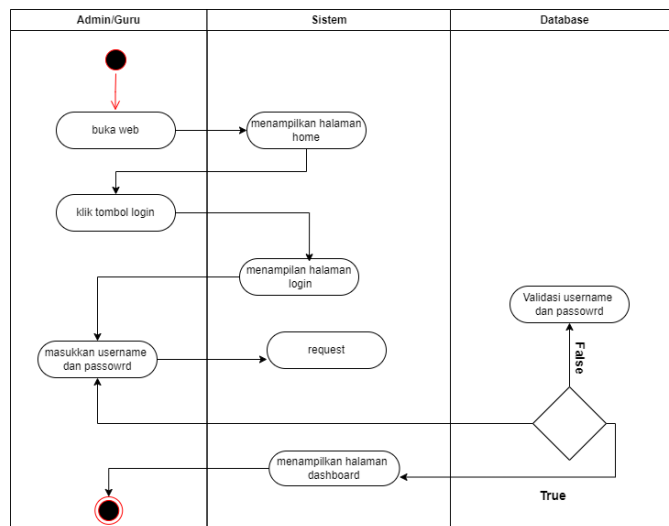 Admin/Guru
Sistem
Database
buka web
menampilkan halaman
home
klik tombol login
menampilan halaman
login
Validasi username
dan passowrd
masukkan username
dan passowrd
request
False
menampilkan halaman
dashboard
True